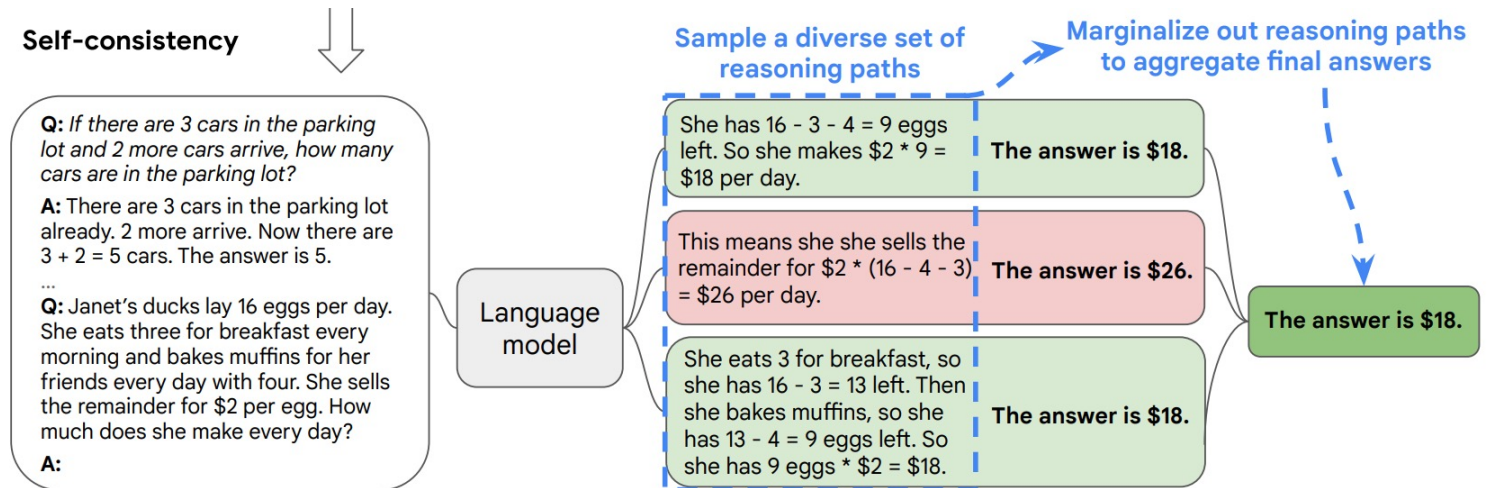 Self-consistency
Q: If there are 3 cars in the parking
lot and 2 more cars arrive, how many
cars are in the parking lot?
A: There are 3 cars in the parking lot
already. 2 more arrive. Now there are
3 + 2 = 5 cars. The answer is 5.
...
Q: Janet’s ducks lay 16 eggs per day.
She eats three for breakfast every
morning and bakes muffins for her
friends every day with four. She sells
the remainder for $2 per egg. How
much does she make every day?
A:
Language
model
Sample a diverse set of
reasoning paths
She has 16 - 3 - 4 = 9 eggs
left. So she makes $2 * 9 =
$18 per day.
The answer is $18.
This means she she sells the
remainder for $2 * (16 - 4 - 3)
= $26 per day.
The answer is $26.
She eats 3 for breakfast, so
she has 16 - 3 = 13 left. Then
she bakes muffins, so she
has 13 - 4 = 9 eggs left. So
she has 9 eggs * $2 = $18.
The answer is $18.
Marginalize out reasoning paths
to aggregate final answers
The answer is $18.